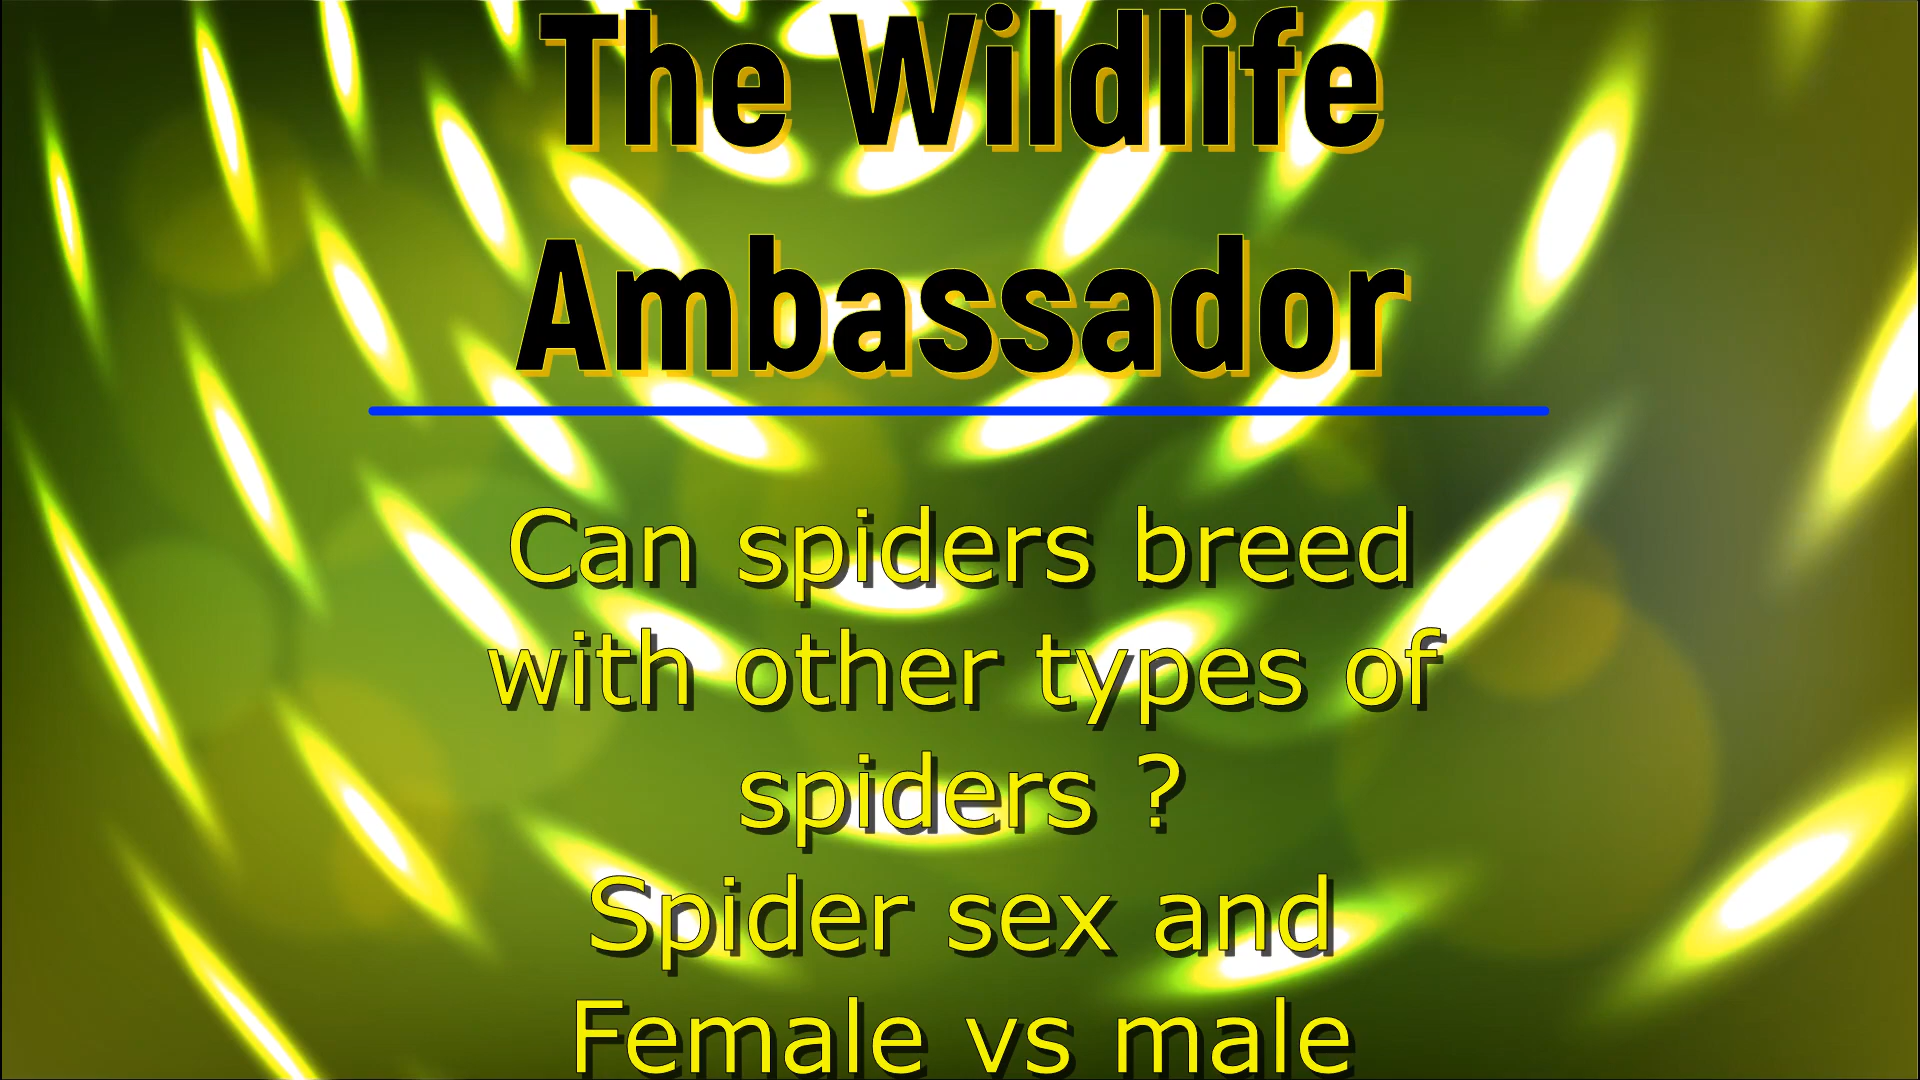 The Wildlife
Ambassador
Can spiders breed
with other types of
spiders ?
Spider sex and
Female vs male